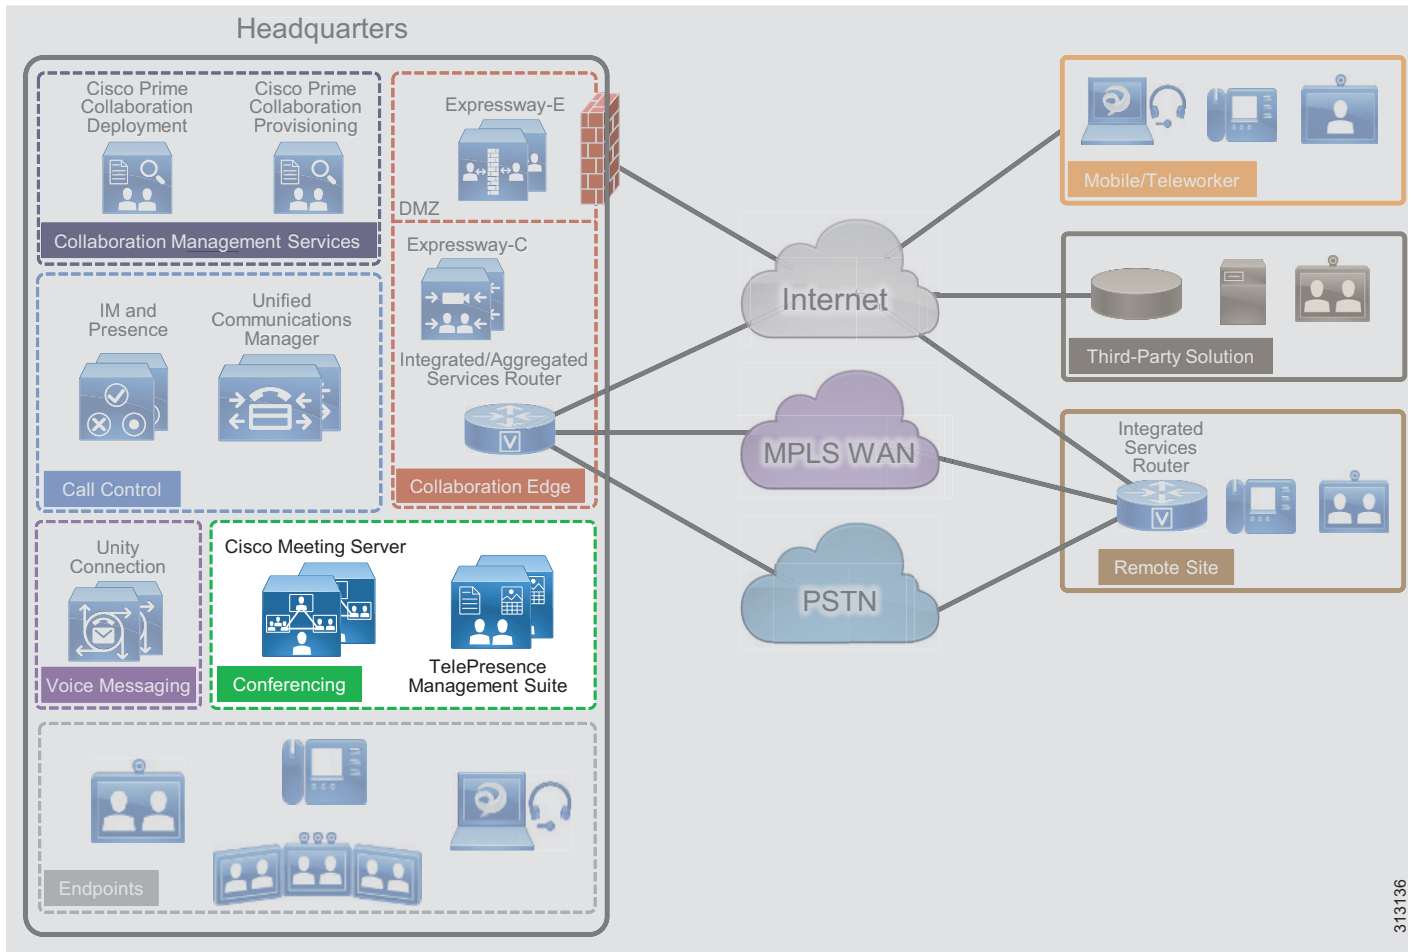 Headquarters
Cisco Prime
Collaboration
Deployment
Cisco Prime
Collaboration
Provisioning
Collaboration Management Services
Expressway-E
DMZ
Expressway-C
Integrated/Aggregated
Services Router
V
Collaboration Edge
IM and
Presence
Unified
Communications
Manager
Call Control
Unity
Connection
Voice Messaging
Cisco Meeting Server
Conferencing
TelePresence
Management Suite
Endpoints
Internet
MPLS WAN
PSTN
Mobile/Teleworker
Third-Party Solution
Integrated
Services
Router
V
Remote Site
313136